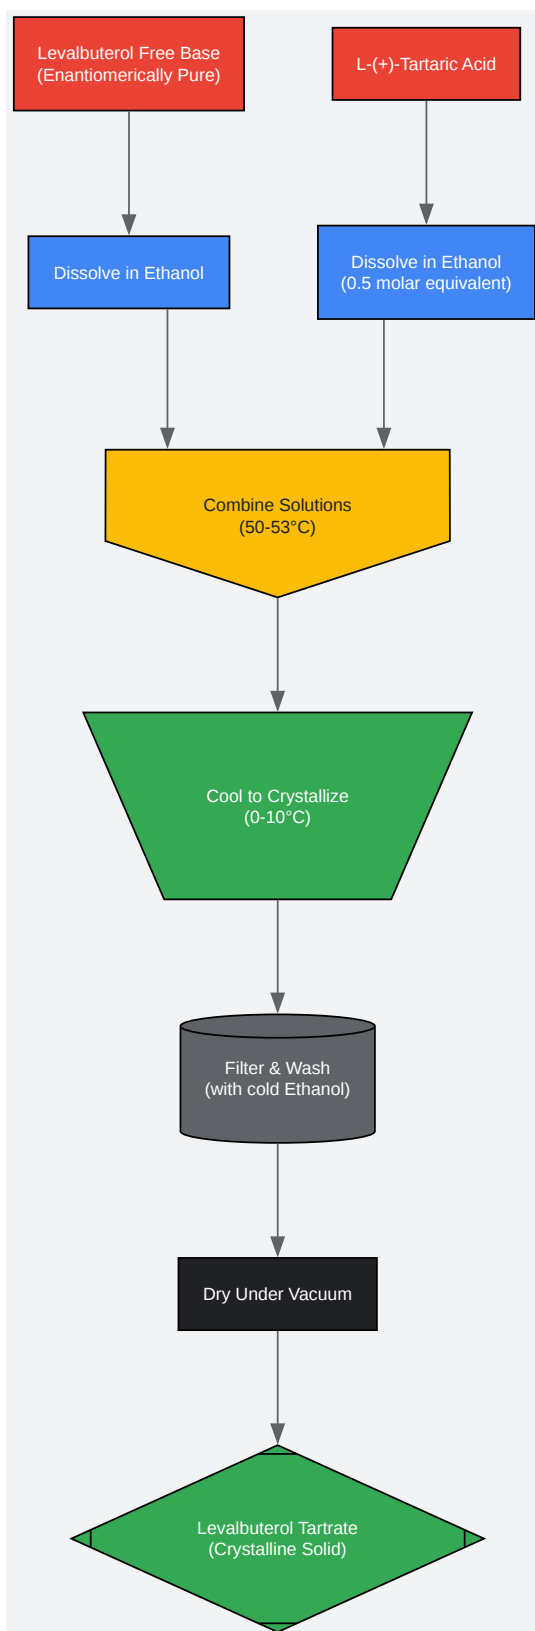 Levalbuterol Free Base
(Enantiomerically Pure)
L-(+)-Tartaric Acid
Dissolve in Ethanol
Dissolve in Ethanol
(0.5 molar equivalent)
Combine Solutions
(50-53°C)
Cool to Crystallize
(0-10°C)
Filter & Wash
(with cold Ethanol)
Dry Under Vacuum
Levalbuterol Tartrate
(Crystalline Solid)